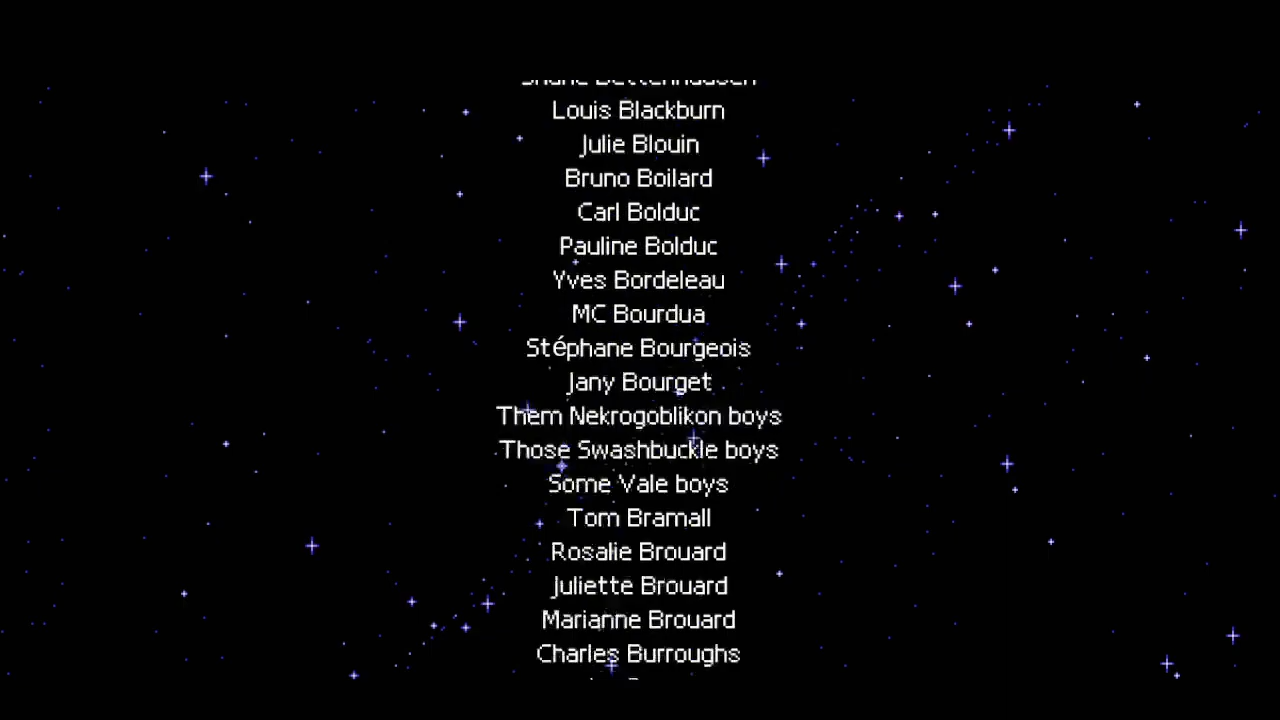 Louis Blackburn
Julie Blouin
Bruno Boilard
Carl Bolduc
Pauline Bolduc
Yves Bordeleau
MC Bourdua
Stéphane Bourgeois
Jany Bourget
Them Nekrogoblikon boys
Those Swashbuckle boys
Some Vale boys
Tom Bramall
Rosalie Brouard
Juliette Brouard
Marianne Brouard
Charles Burroughs